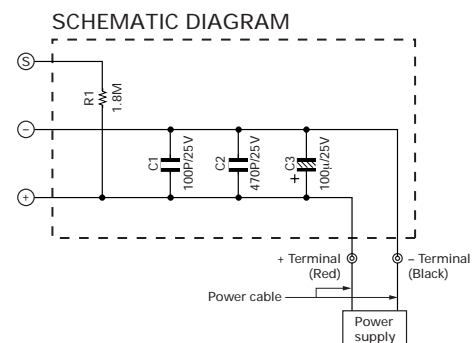 SCHEMATIC DIAGRAM
S
R1
1.8M
−
C1
100P/25V
C2
470P/25V
C3
100µ/25V
+
+
+ Terminal
(Red)
− Terminal
(Black)
Power cable
Power
supply